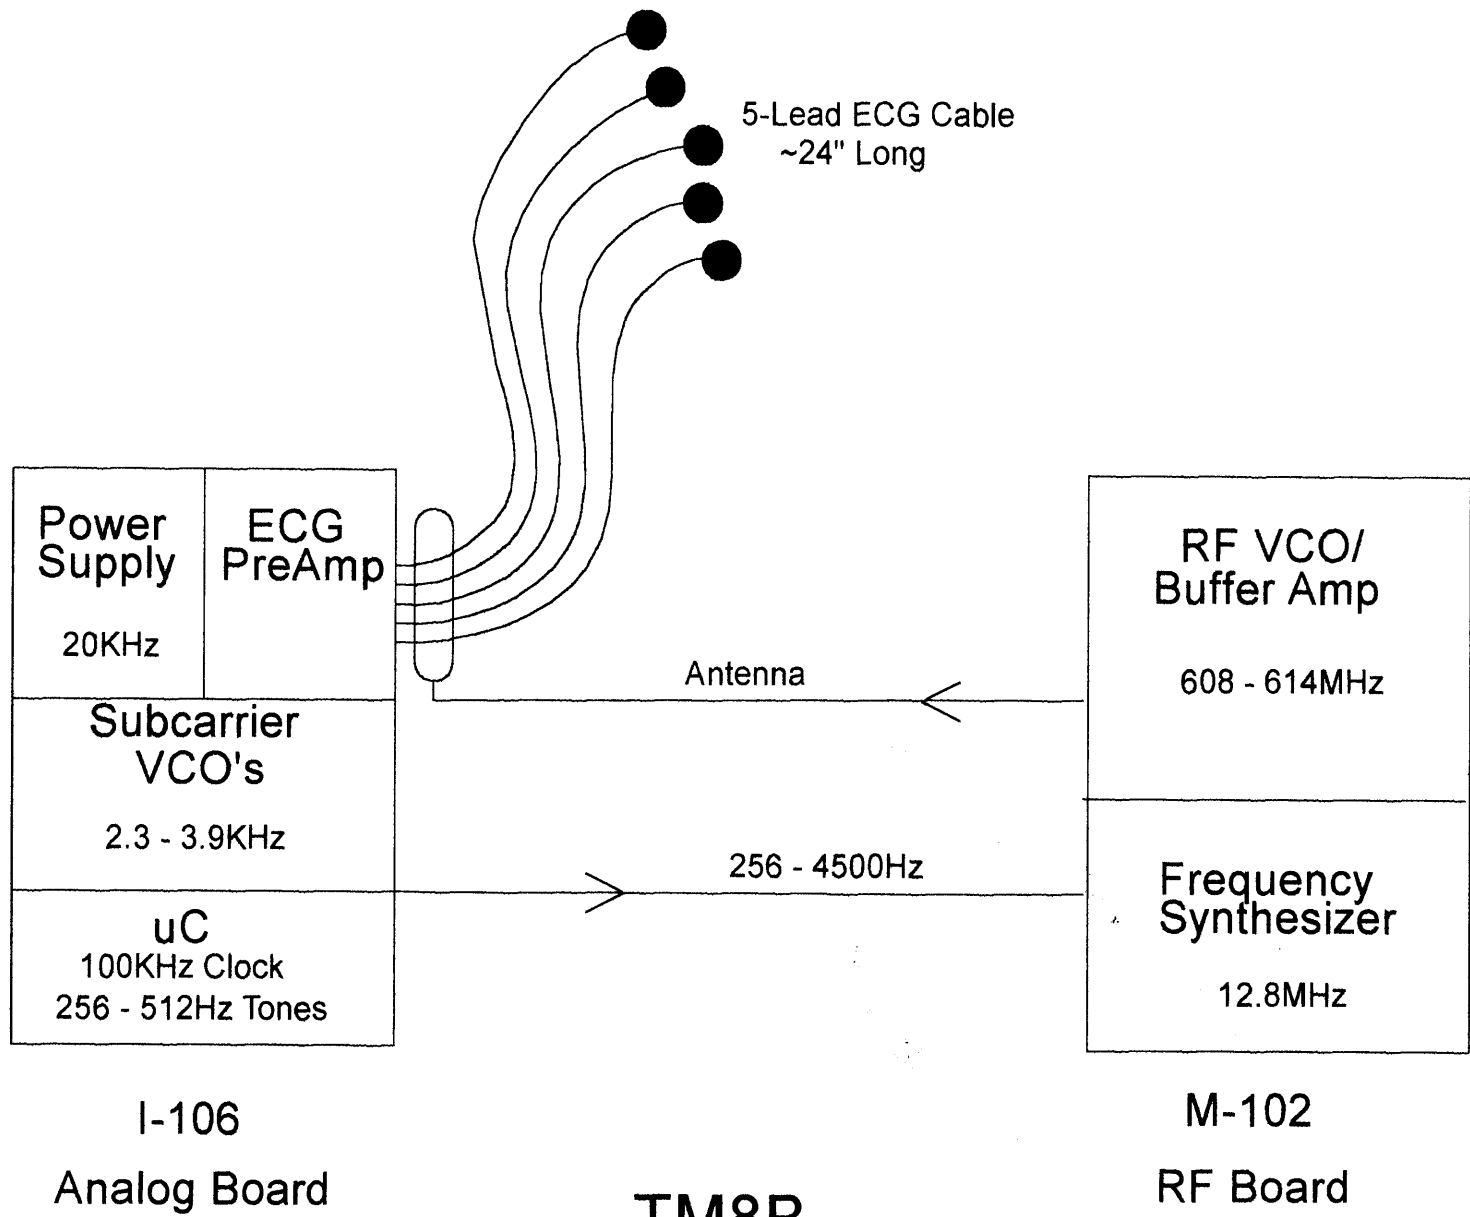 5-Lead ECG Cable
~24" Long
Power
Supply
20KHz
ECG
PreAmp
RF VCO/
Buffer Amp
608 - 614MHz
Antenna
Subcarrier
VCO's
2.3 - 3.9KHz
256 - 4500Hz
Frequency
Synthesizer
12.8MHz
uC
100KHz Clock
256 - 512Hz Tones
I-106
Analog Board
M-102
RF Board